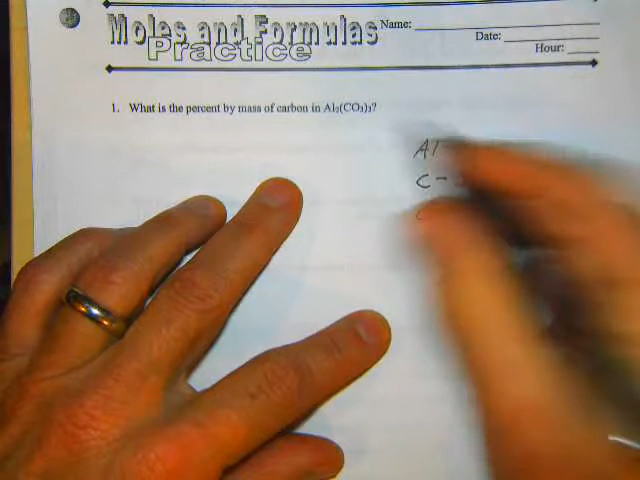 Moles and Formulas
Practice
Name:
Date:
Hour:
1. What is the percent by mass of carbon in Al₂(CO₃)₃?
Al
C -